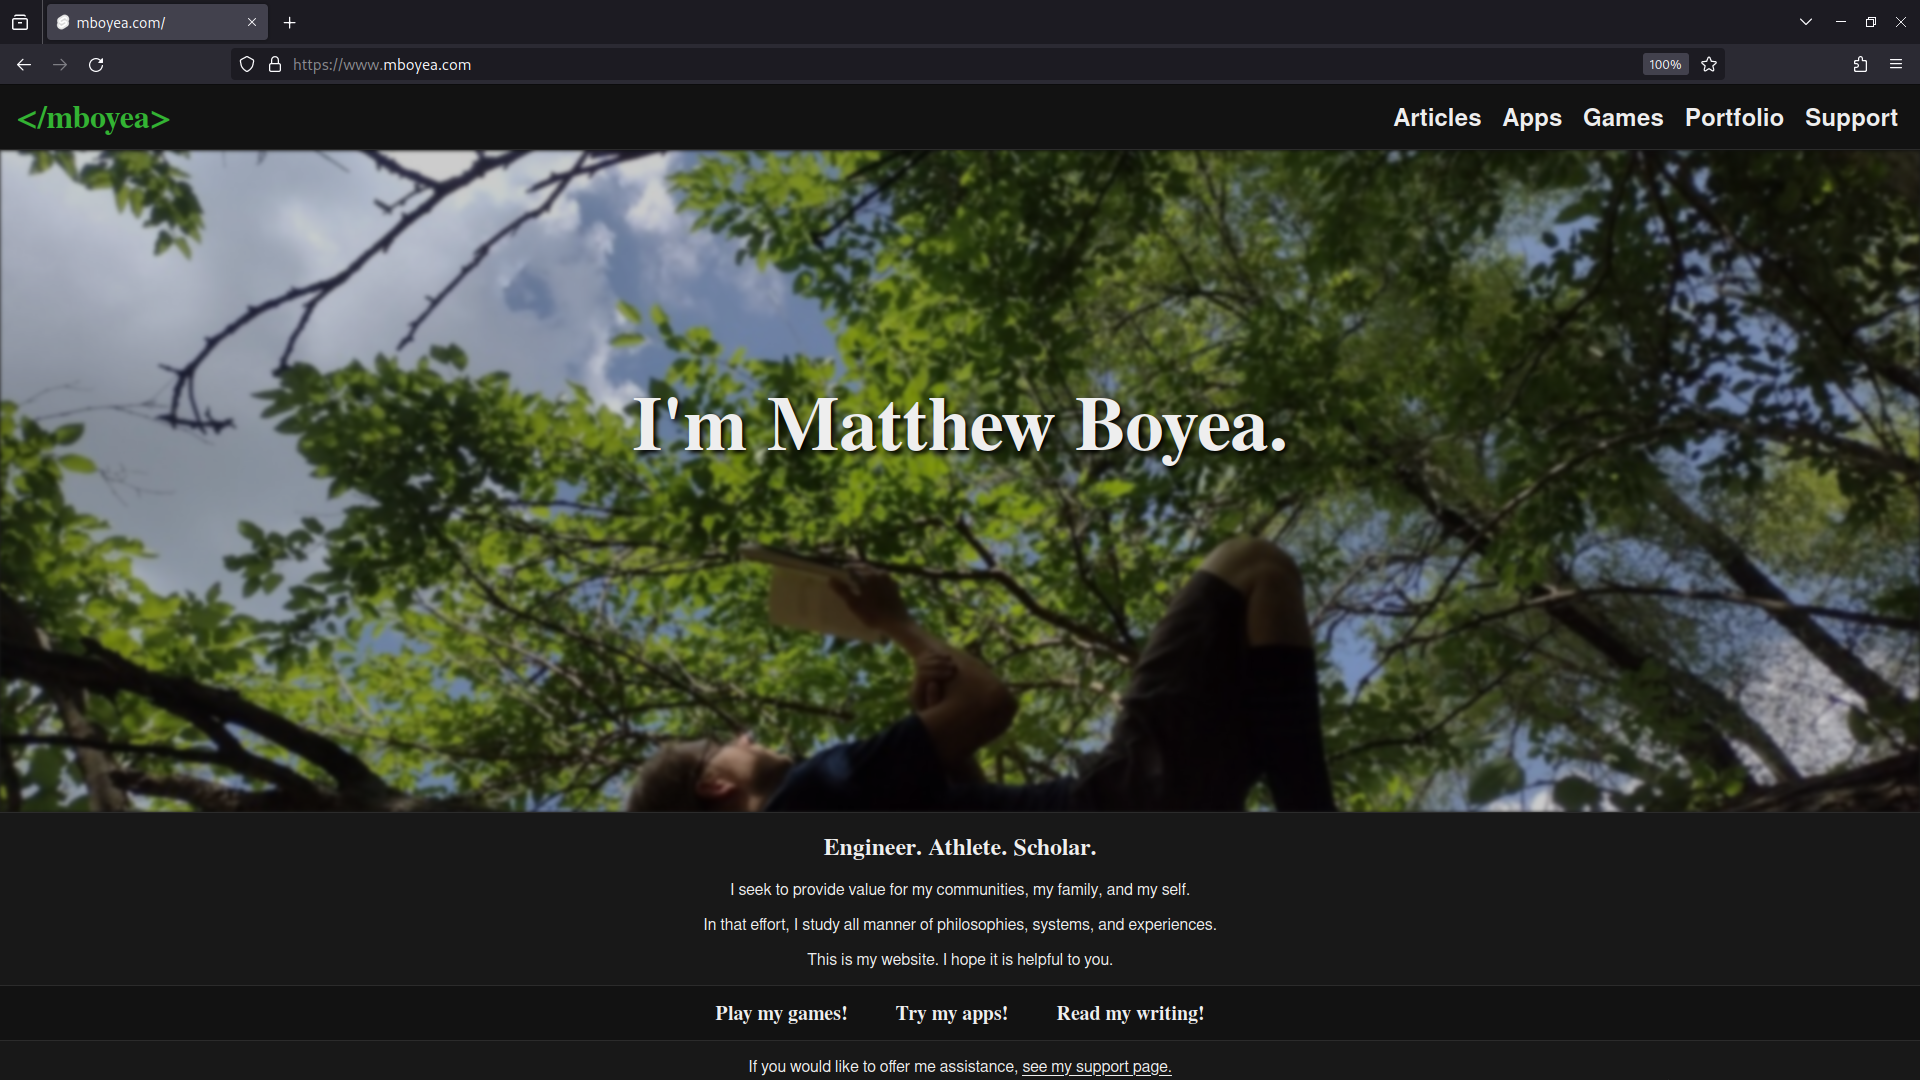 mboyea.com/
https://www.mboyea.com
100%
</mboyea>
Articles Apps Games Portfolio Support
I'm Matthew Boyea.
Engineer. Athlete. Scholar.
I seek to provide value for my communities, my family, and my self.
In that effort, I study all manner of philosophies, systems, and experiences.
This is my website. I hope it is helpful to you.
Play my games! Try my apps! Read my writing!
If you would like to offer me assistance, see my support page.